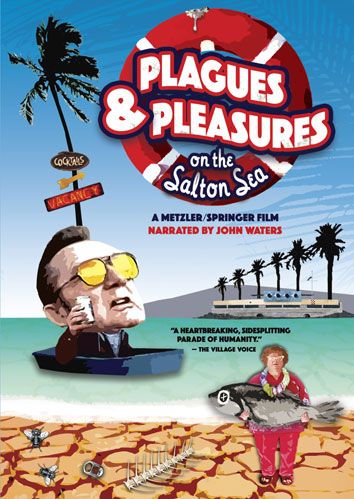 PLAGUES
& PLEASURES
on the
Salton Sea
COCKTAILS
VACANCY
A METZLER/SPRINGER FILM
NARRATED BY JOHN WATERS
"A HEARTBREAKING, SIDESPLITTING
PARADE OF HUMANITY."
— THE VILLAGE VOICE